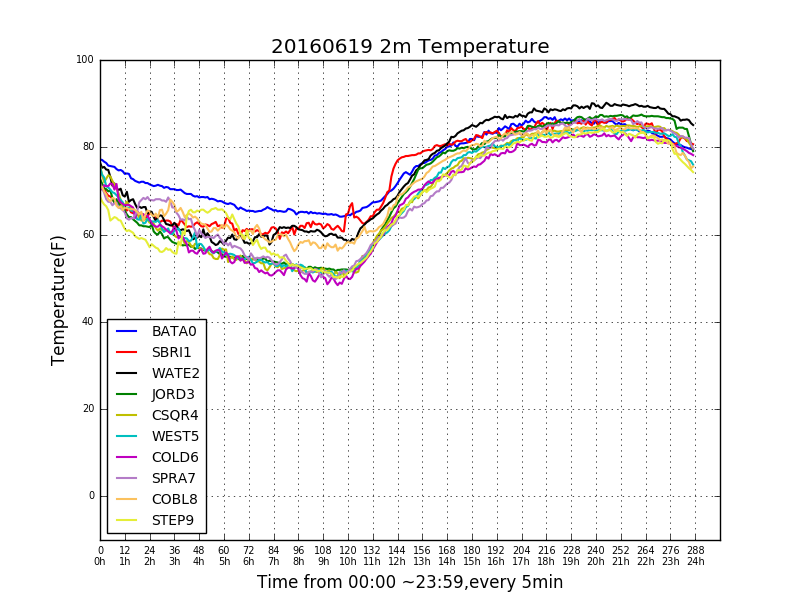 20160619 2m Temperature
100
80
60
40
20
0
Temperature(F)
BATA0
SBRI1
WATE2
JORD3
CSQR4
WEST5
COLD6
SPRA7
COBL8
STEP9
0 12 24 36 48 60 72 84 96 108 120 132 144 156 168 180 192 204 216 228 240 252 264 276 288
0h 1h 2h 3h 4h 5h 6h 7h 8h 9h 10h 11h 12h 13h 14h 15h 16h 17h 18h 19h 20h 21h 22h 23h 24h
Time from 00:00 ~23:59,every 5min